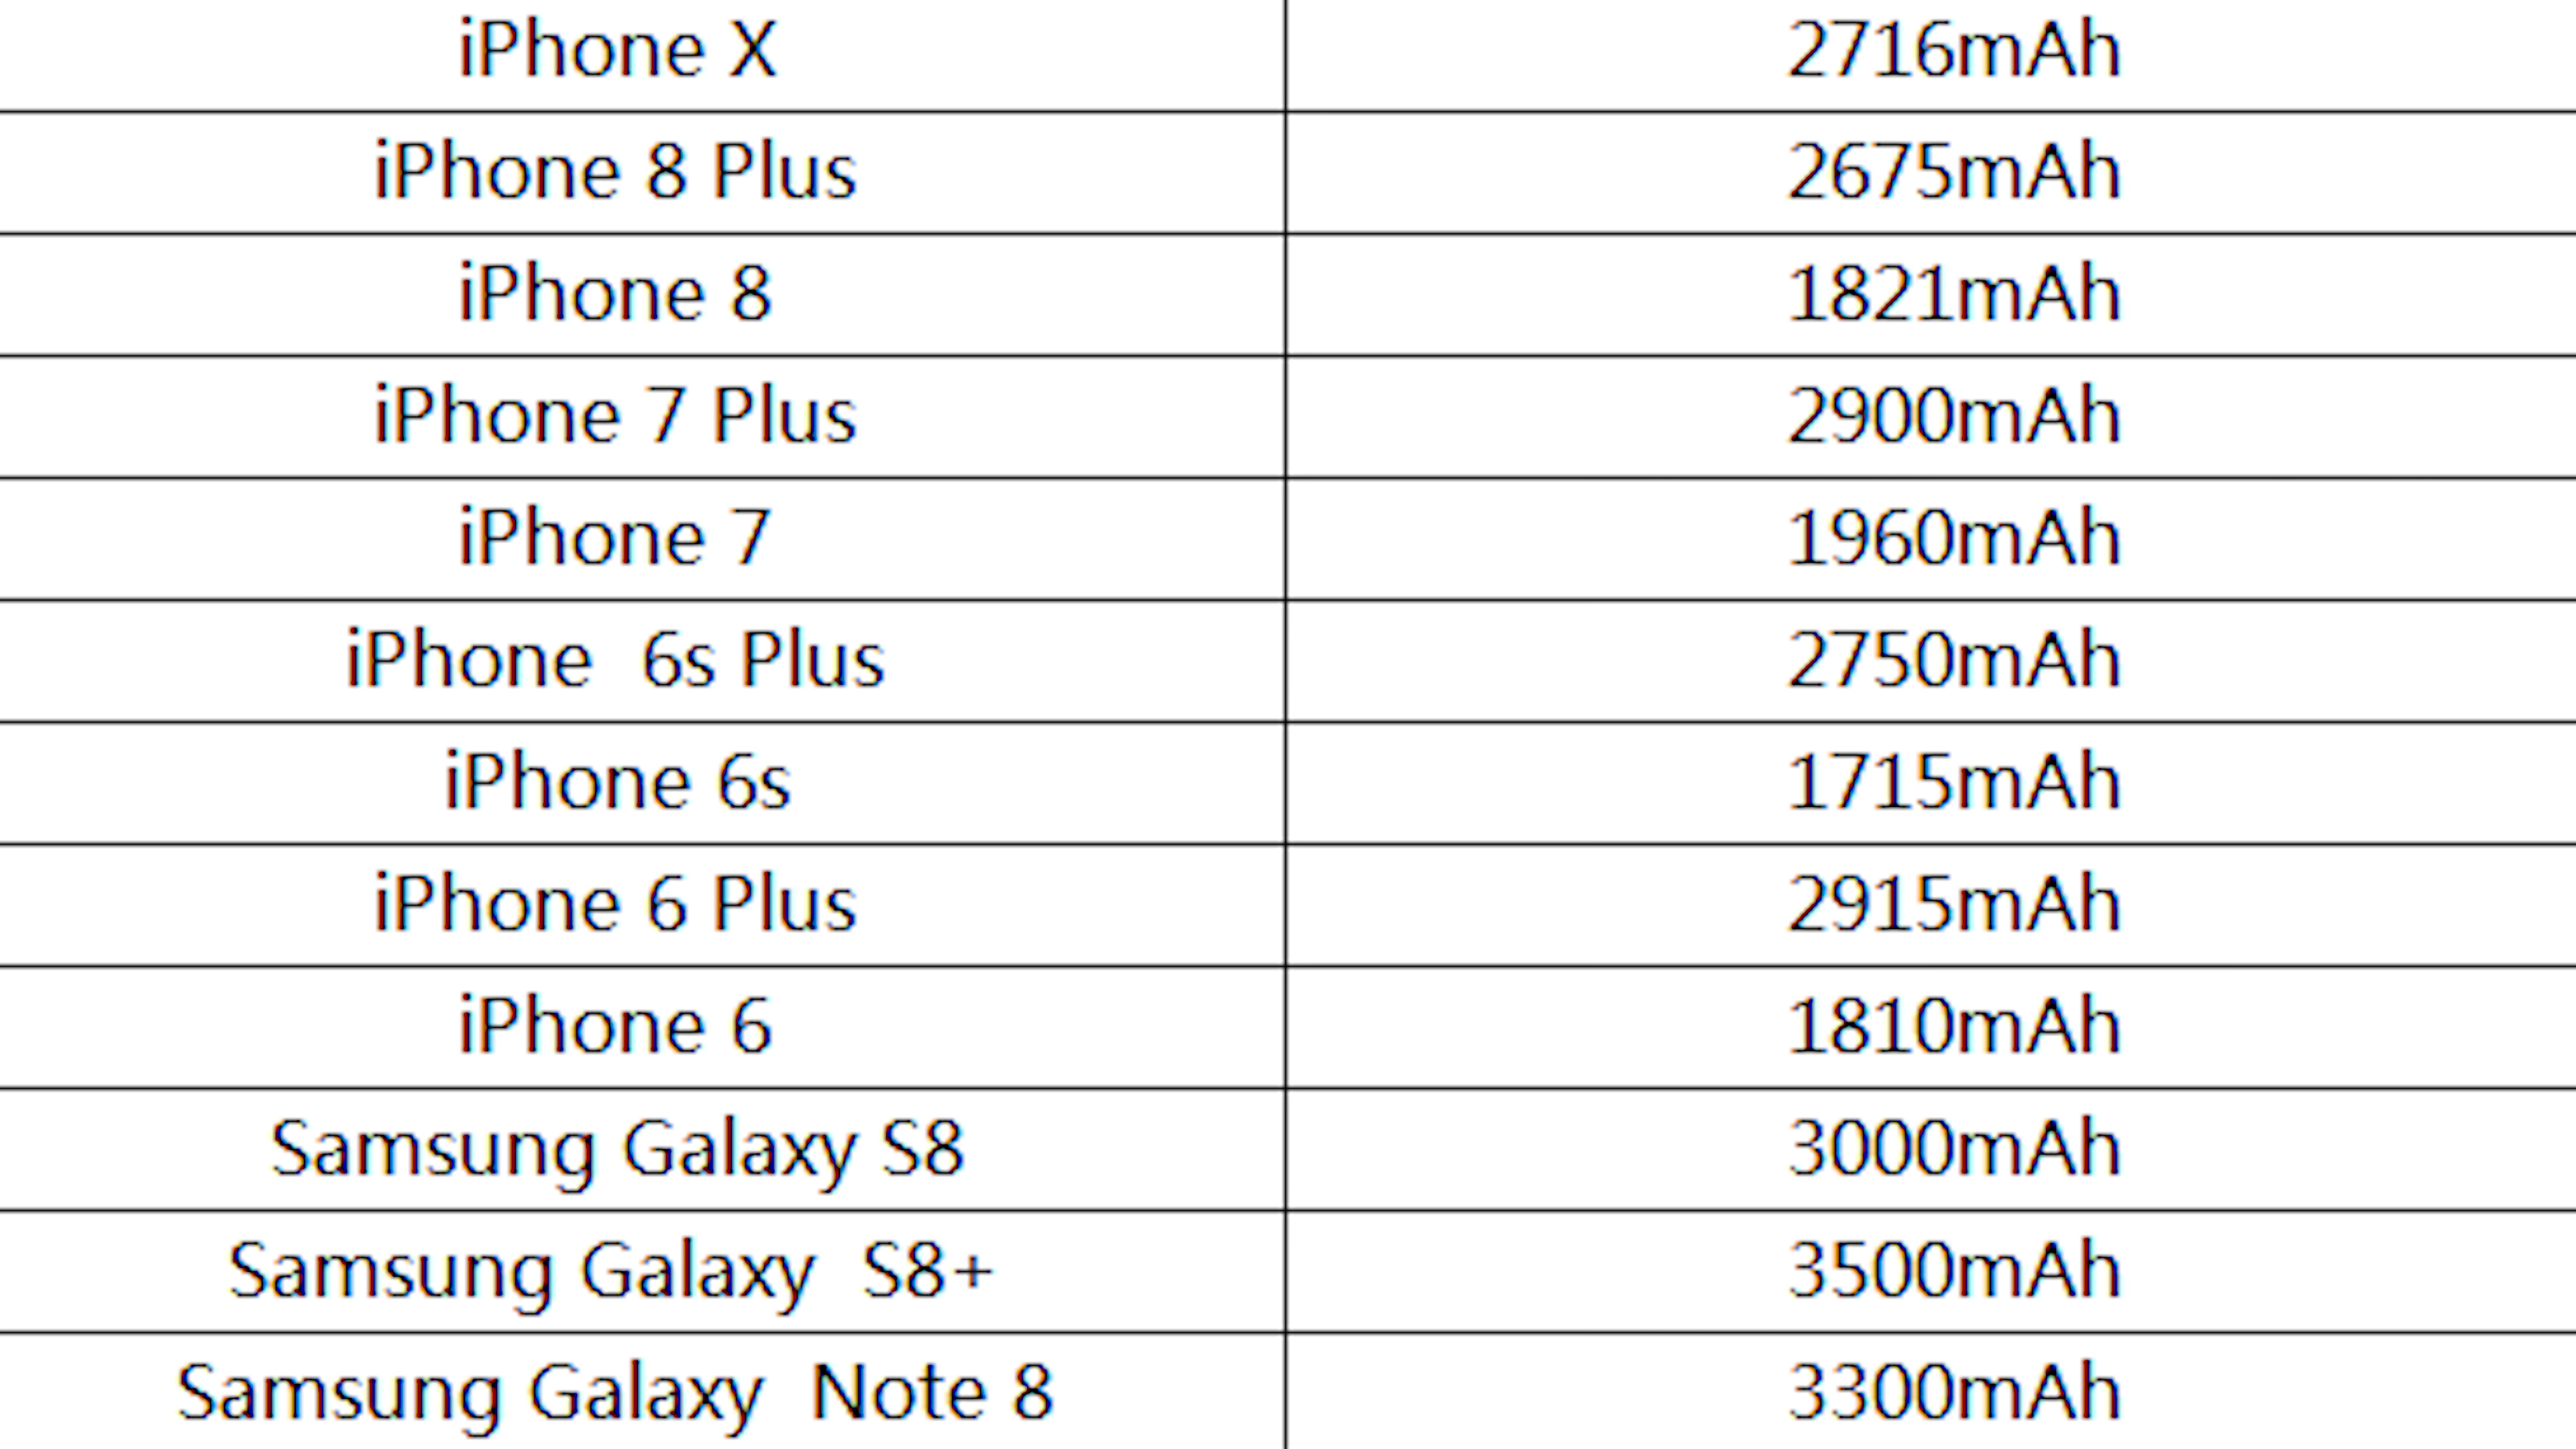 iPhone X 2716mAh
iPhone 8 Plus 2675mAh
iPhone 8 1821mAh
iPhone 7 Plus 2900mAh
iPhone 7 1960mAh
iPhone  6s Plus 2750mAh
iPhone 6s 1715mAh
iPhone 6 Plus 2915mAh
iPhone 6 1810mAh
Samsung Galaxy S8 3000mAh
Samsung Galaxy  S8+ 3500mAh
Samsung Galaxy  Note 8 3300mAh